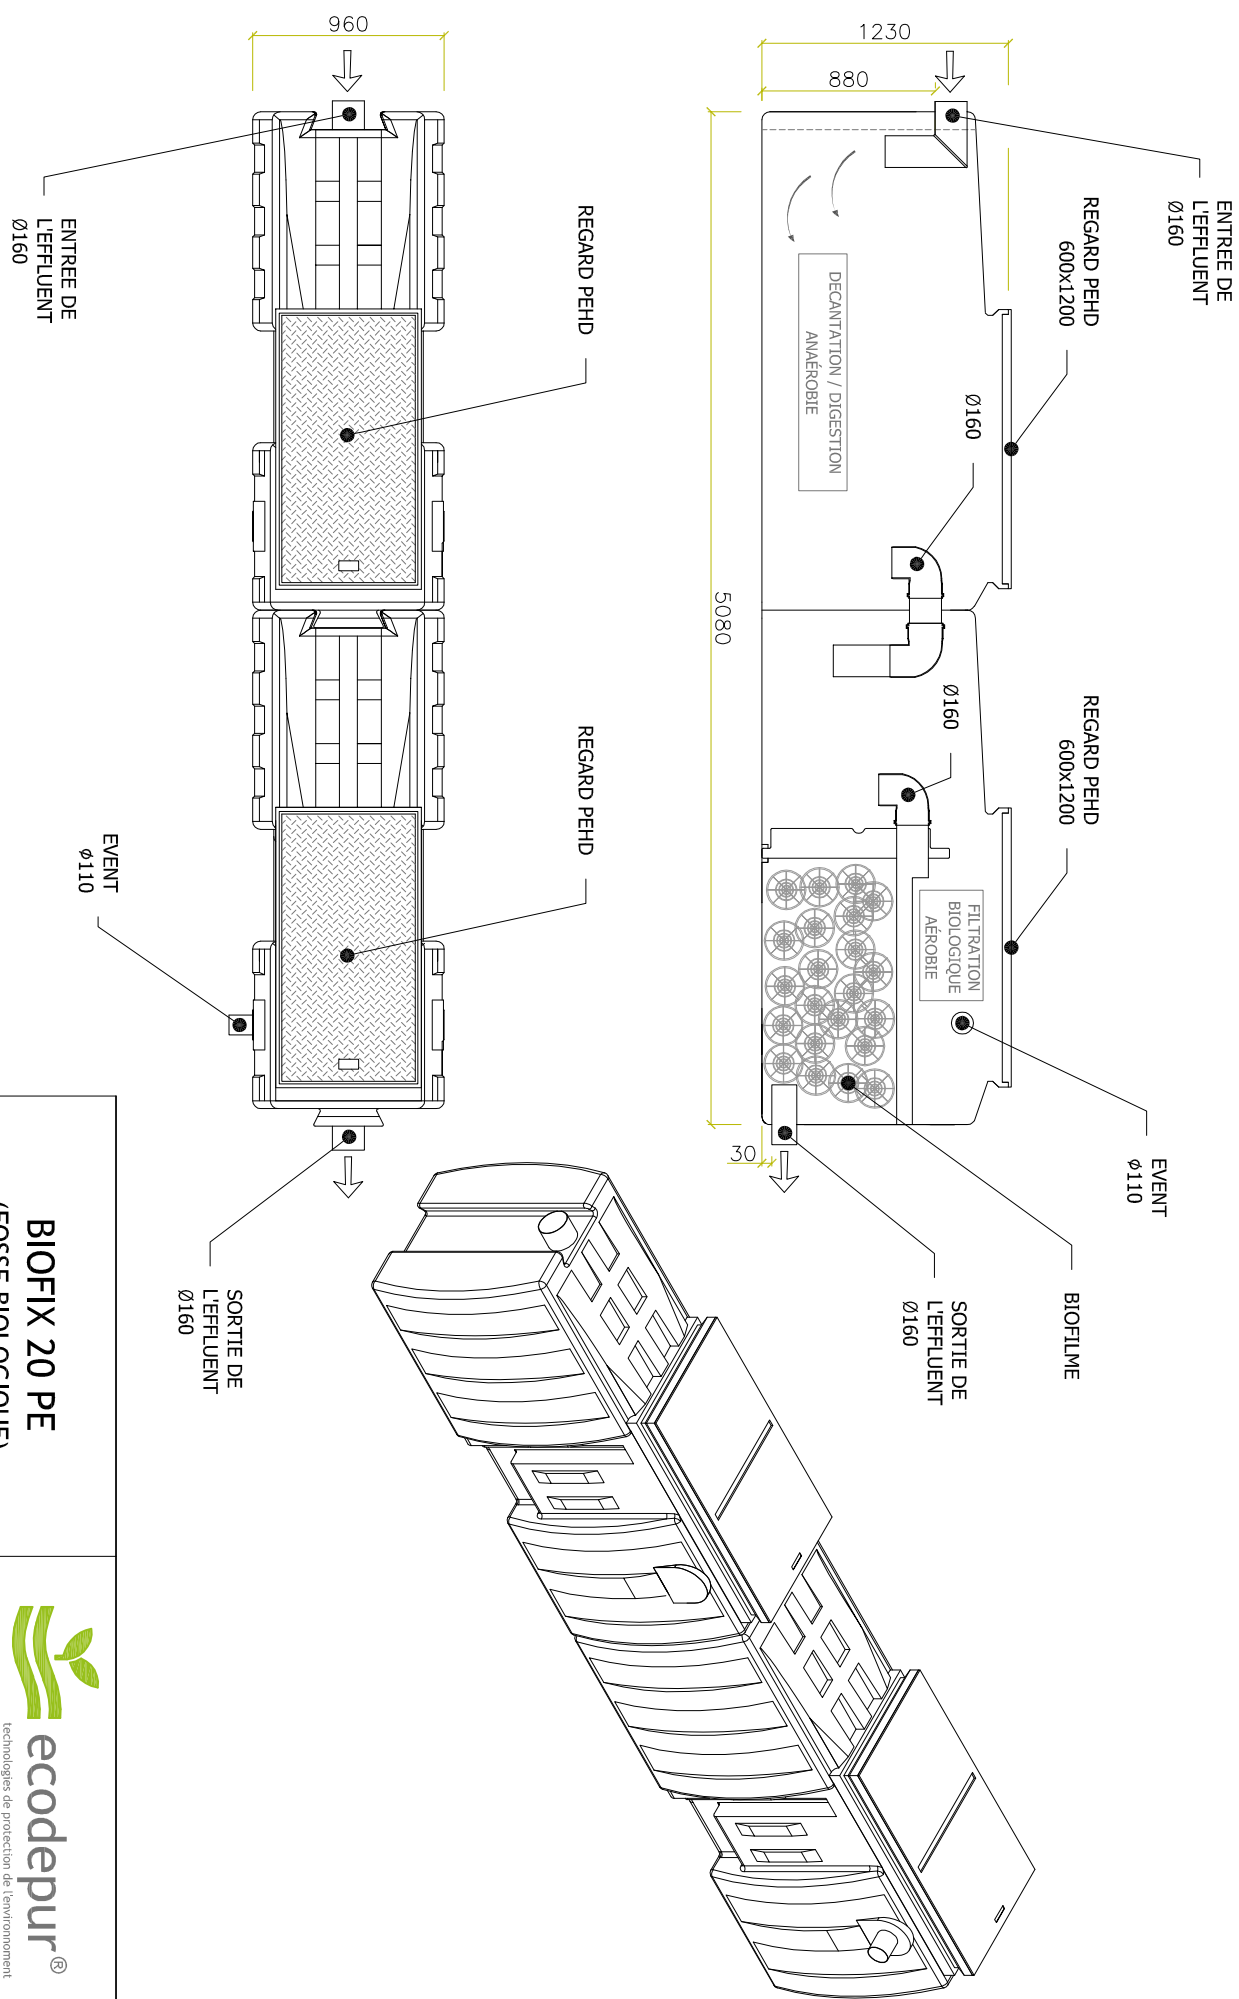 ENTREE DE
L'EFFLUENT
Ø160
REGARD PEHD
600x1200
Ø160
REGARD PEHD
600x1200
Ø160
EVENT
Ø110
BIOFILME
SORTIE DE
L'EFFLUENT
Ø160
DECANTATION / DIGESTION
ANAÉROBIE
FILTRATION
BIOLOGIQUE
AÉROBIE
1230
880
5080
30
960
REGARD PEHD
REGARD PEHD
ENTREE DE
L'EFFLUENT
Ø160
EVENT
Ø110
SORTIE DE
L'EFFLUENT
Ø160
BIOFIX 20 PE
(FOSSE BIOLOGIQUE)
ecodepur®
technologies de protection de l'environnement